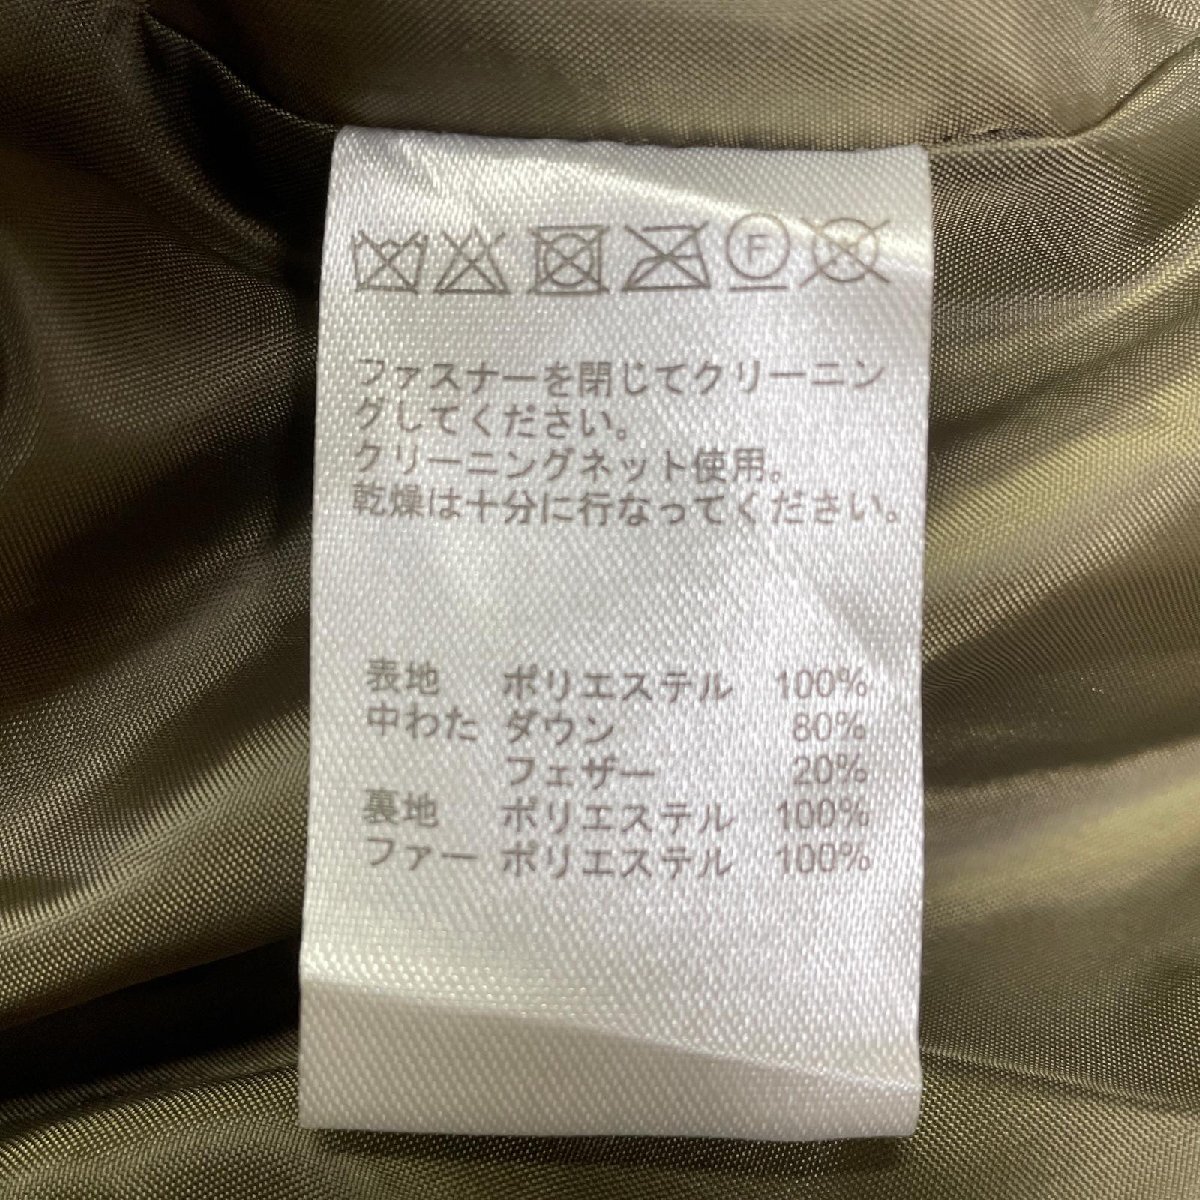 F
ファスナーを閉じてクリーニン
グしてください。
クリーニングネット使用。
乾燥は十分に行なってください。
表地 ポリエステル 100%
中わた ダウン 80%
フェザー 20%
裏地 ポリエステル 100%
ファー ポリエステル 100%